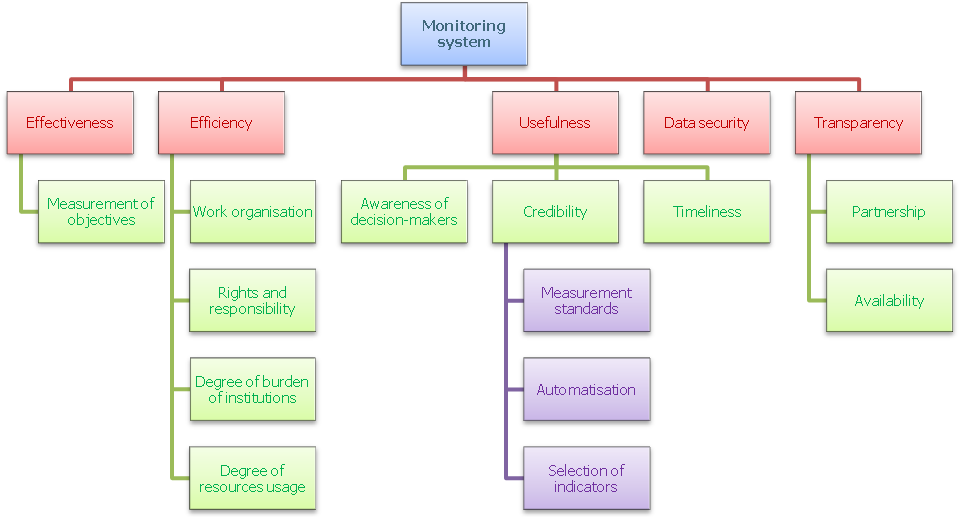 Monitoring
system
Effectiveness
Efficiency
Usefulness
Data security
Transparency
Measurement of
objectives
Work organisation
Awareness of
decision-makers
Credibility
Timeliness
Partnership
Rights and
responsibility
Measurement
standards
Availability
Degree of burden
of institutions
Automatisation
Degree of
resources usage
Selection of
indicators